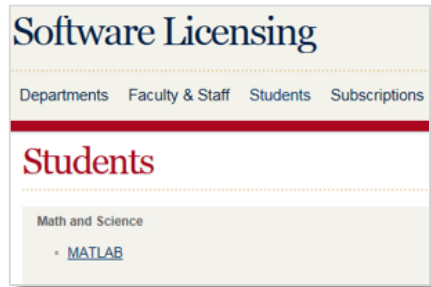 Software Licensing
Departments Faculty & Staff Students Subscriptions
Students
Math and Science
◦ MATLAB